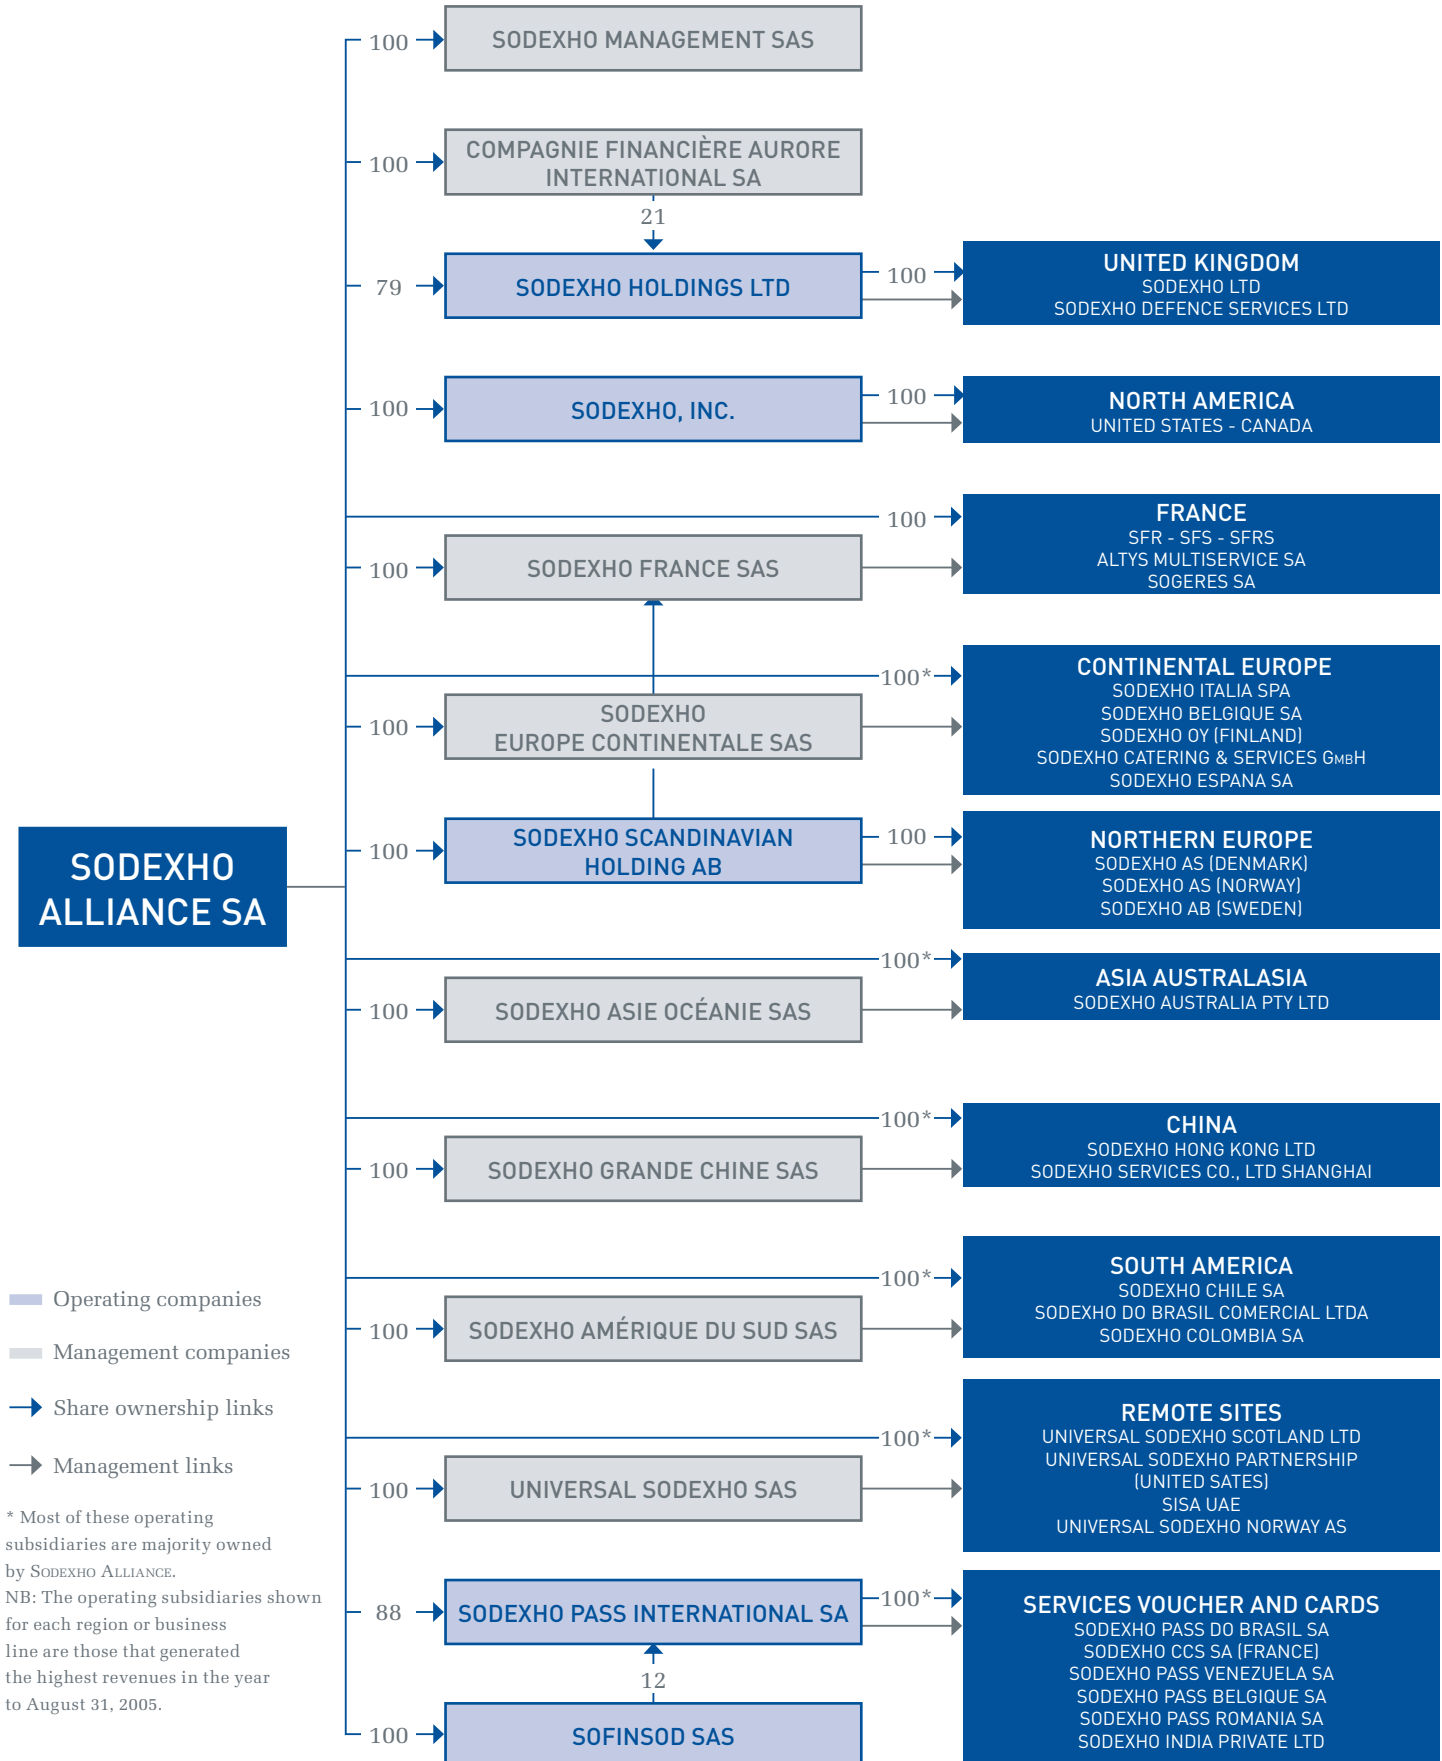 100
SODEXHO MANAGEMENT SAS
100
COMPAGNIE FINANCIÈRE AURORE
INTERNATIONAL SA
21
79
SODEXHO HOLDINGS LTD
100
UNITED KINGDOM
SODEXHO LTD
SODEXHO DEFENCE SERVICES LTD
100
SODEXHO, INC.
100
NORTH AMERICA
UNITED STATES - CANADA
100
FRANCE
SFR - SFS - SFRS
ALTYS MULTISERVICE SA
SOGERES SA
100
SODEXHO FRANCE SAS
100*
CONTINENTAL EUROPE
SODEXHO ITALIA SPA
SODEXHO BELGIQUE SA
SODEXHO OY (FINLAND)
SODEXHO CATERING & SERVICES GMBH
SODEXHO ESPANA SA
100
SODEXHO
EUROPE CONTINENTALE SAS
100
SODEXHO SCANDINAVIAN
HOLDING AB
100
NORTHERN EUROPE
SODEXHO AS (DENMARK)
SODEXHO AS (NORWAY)
SODEXHO AB (SWEDEN)
SODEXHO
ALLIANCE SA
100*
ASIA AUSTRALASIA
SODEXHO AUSTRALIA PTY LTD
100
SODEXHO ASIE OCÉANIE SAS
100*
CHINA
SODEXHO HONG KONG LTD
SODEXHO SERVICES CO., LTD SHANGHAI
100
SODEXHO GRANDE CHINE SAS
100*
SOUTH AMERICA
SODEXHO CHILE SA
SODEXHO DO BRASIL COMERCIAL LTDA
SODEXHO COLOMBIA SA
100
SODEXHO AMÉRIQUE DU SUD SAS
100*
REMOTE SITES
UNIVERSAL SODEXHO SCOTLAND LTD
UNIVERSAL SODEXHO PARTNERSHIP
(UNITED SATES)
SISA UAE
UNIVERSAL SODEXHO NORWAY AS
100
UNIVERSAL SODEXHO SAS
88
SODEXHO PASS INTERNATIONAL SA
100*
SERVICES VOUCHER AND CARDS
SODEXHO PASS DO BRASIL SA
SODEXHO CCS SA (FRANCE)
SODEXHO PASS VENEZUELA SA
SODEXHO PASS BELGIQUE SA
SODEXHO PASS ROMANIA SA
SODEXHO INDIA PRIVATE LTD
12
100
SOFINSOD SAS
Operating companies
Management companies
Share ownership links
Management links
* Most of these operating
subsidiaries are majority owned
by SODEXHO ALLIANCE.
NB: The operating subsidiaries shown
for each region or business
line are those that generated
the highest revenues in the year
to August 31, 2005.